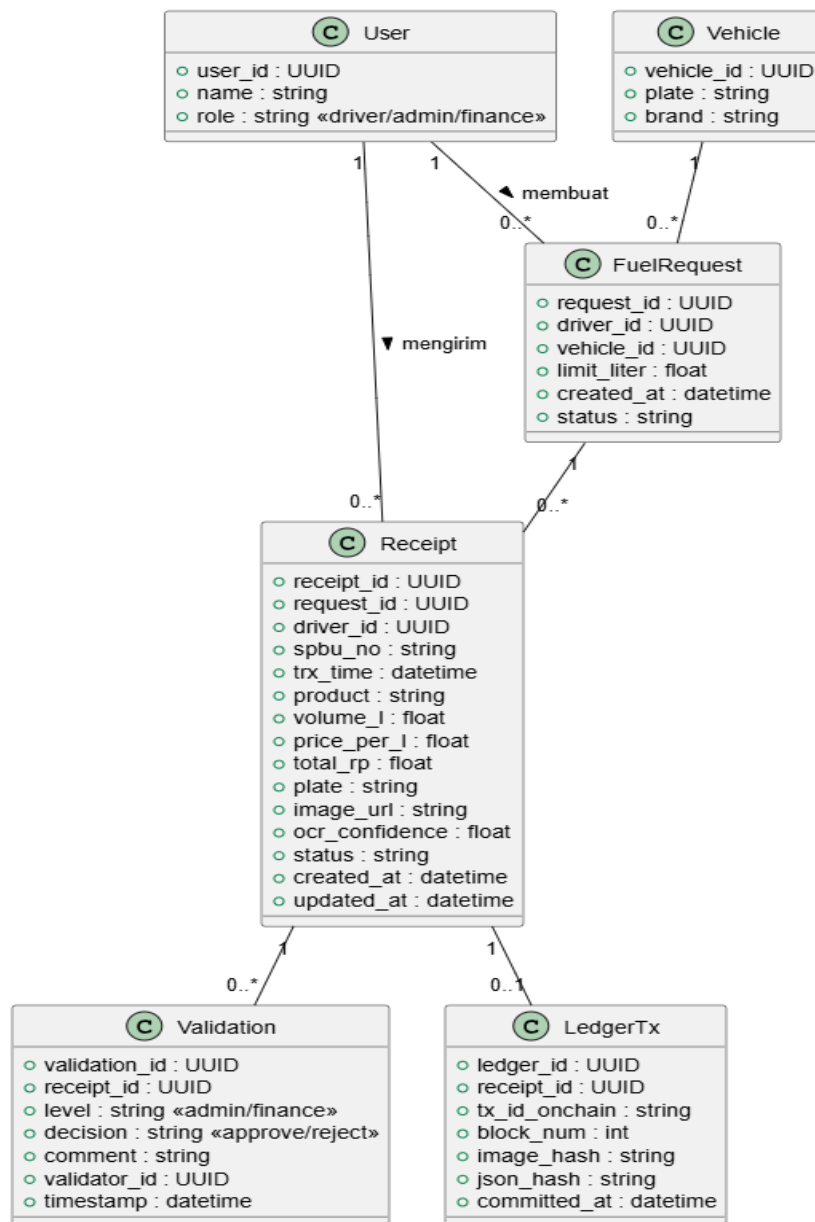 C User
user_id : UUID
name : string
role : string «driver/admin/finance»
C Vehicle
vehicle_id : UUID
plate : string
brand : string
1
1
1
membuat
0..*
0..*
C FuelRequest
request_id : UUID
driver_id : UUID
vehicle_id : UUID
limit_liter : float
created_at : datetime
status : string
mengirim
1
0..*
0..*
C Receipt
receipt_id : UUID
request_id : UUID
driver_id : UUID
spbu_no : string
trx_time : datetime
product : string
volume_l : float
price_per_l : float
total_rp : float
plate : string
image_url : string
ocr_confidence : float
status : string
created_at : datetime
updated_at : datetime
1
1
0..*
0..1
C Validation
validation_id : UUID
receipt_id : UUID
level : string «admin/finance»
decision : string «approve/reject»
comment : string
validator_id : UUID
timestamp : datetime
C LedgerTx
ledger_id : UUID
receipt_id : UUID
tx_id_onchain : string
block_num : int
image_hash : string
json_hash : string
committed_at : datetime